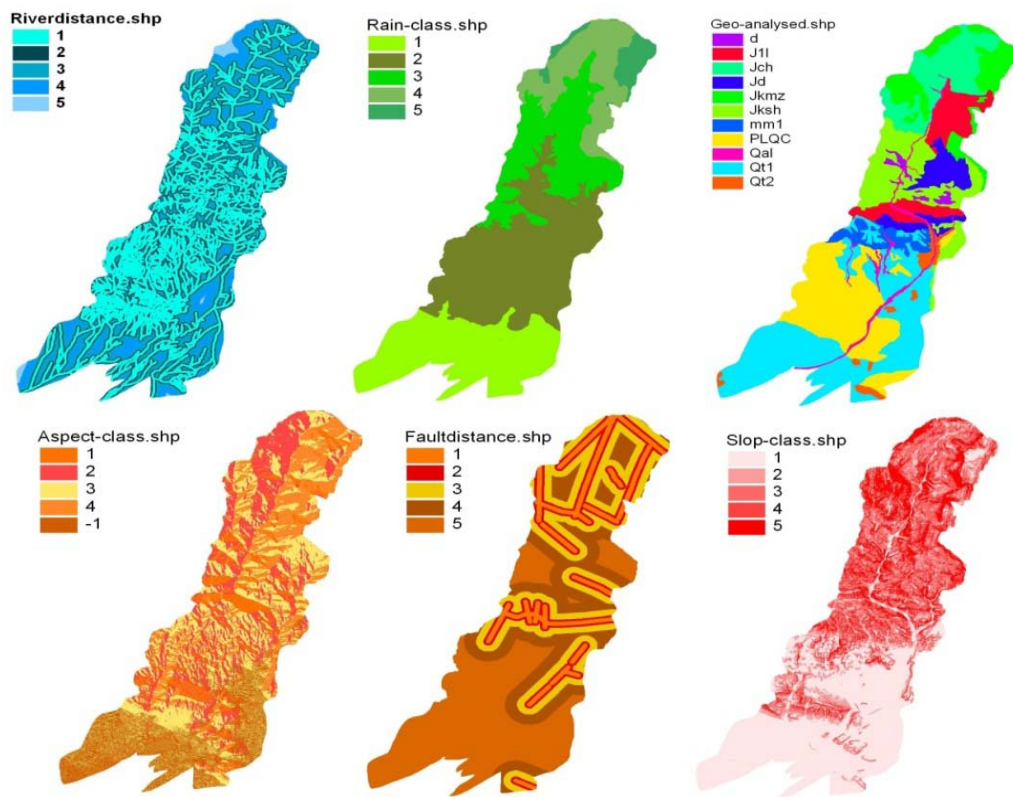 Riverdistance.shp
1
2
3
4
5
Rain-class.shp
1
2
3
4
5
Geo-analysed.shp
d
J1l
Jch
Jd
Jkmz
Jksh
mm1
PLQC
Qal
Qt1
Qt2
Aspect-class.shp
1
2
3
4
-1
Faultdistance.shp
1
2
3
4
5
Slop-class.shp
1
2
3
4
5